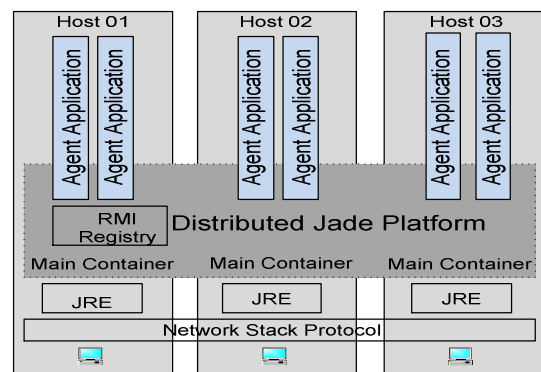 Host 01
Host 02
Host 03
Agent Application
Agent Application
Agent Application
Agent Application
Agent Application
Agent Application
RMI
Registry
Distributed Jade Platform
Main Container
Main Container
Main Container
JRE
JRE
JRE
Network Stack Protocol